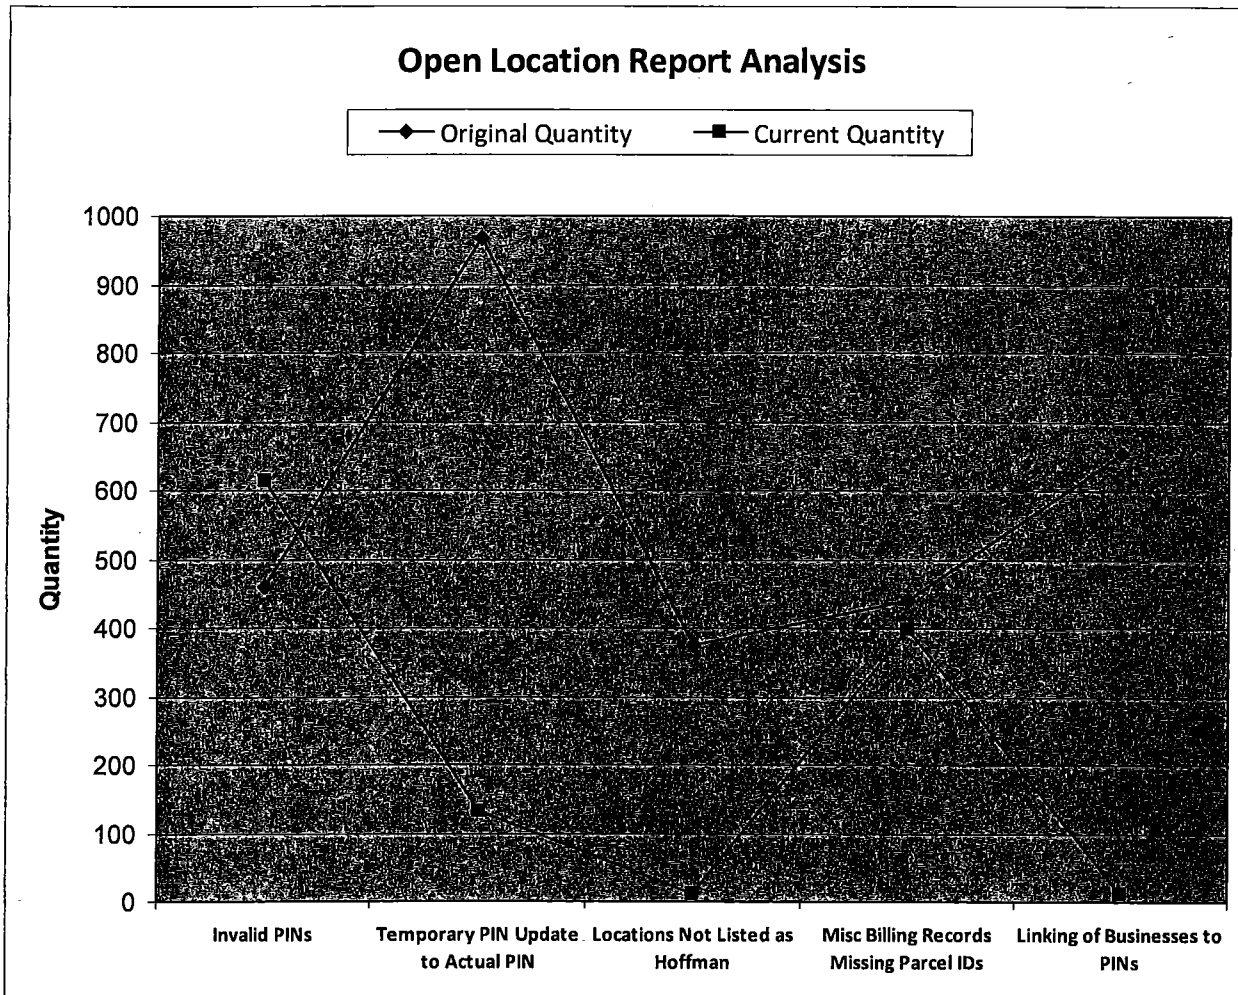 Open Location Report Analysis
Original Quantity Current Quantity
1000
900
800
700
600
500
400
300
200
100
0
Quantity
Invalid PINs
Temporary PIN Update
to Actual PIN
Locations Not Listed as
Hoffman
Misc Billing Records
Missing Parcel IDs
Linking of Businesses to
PINs